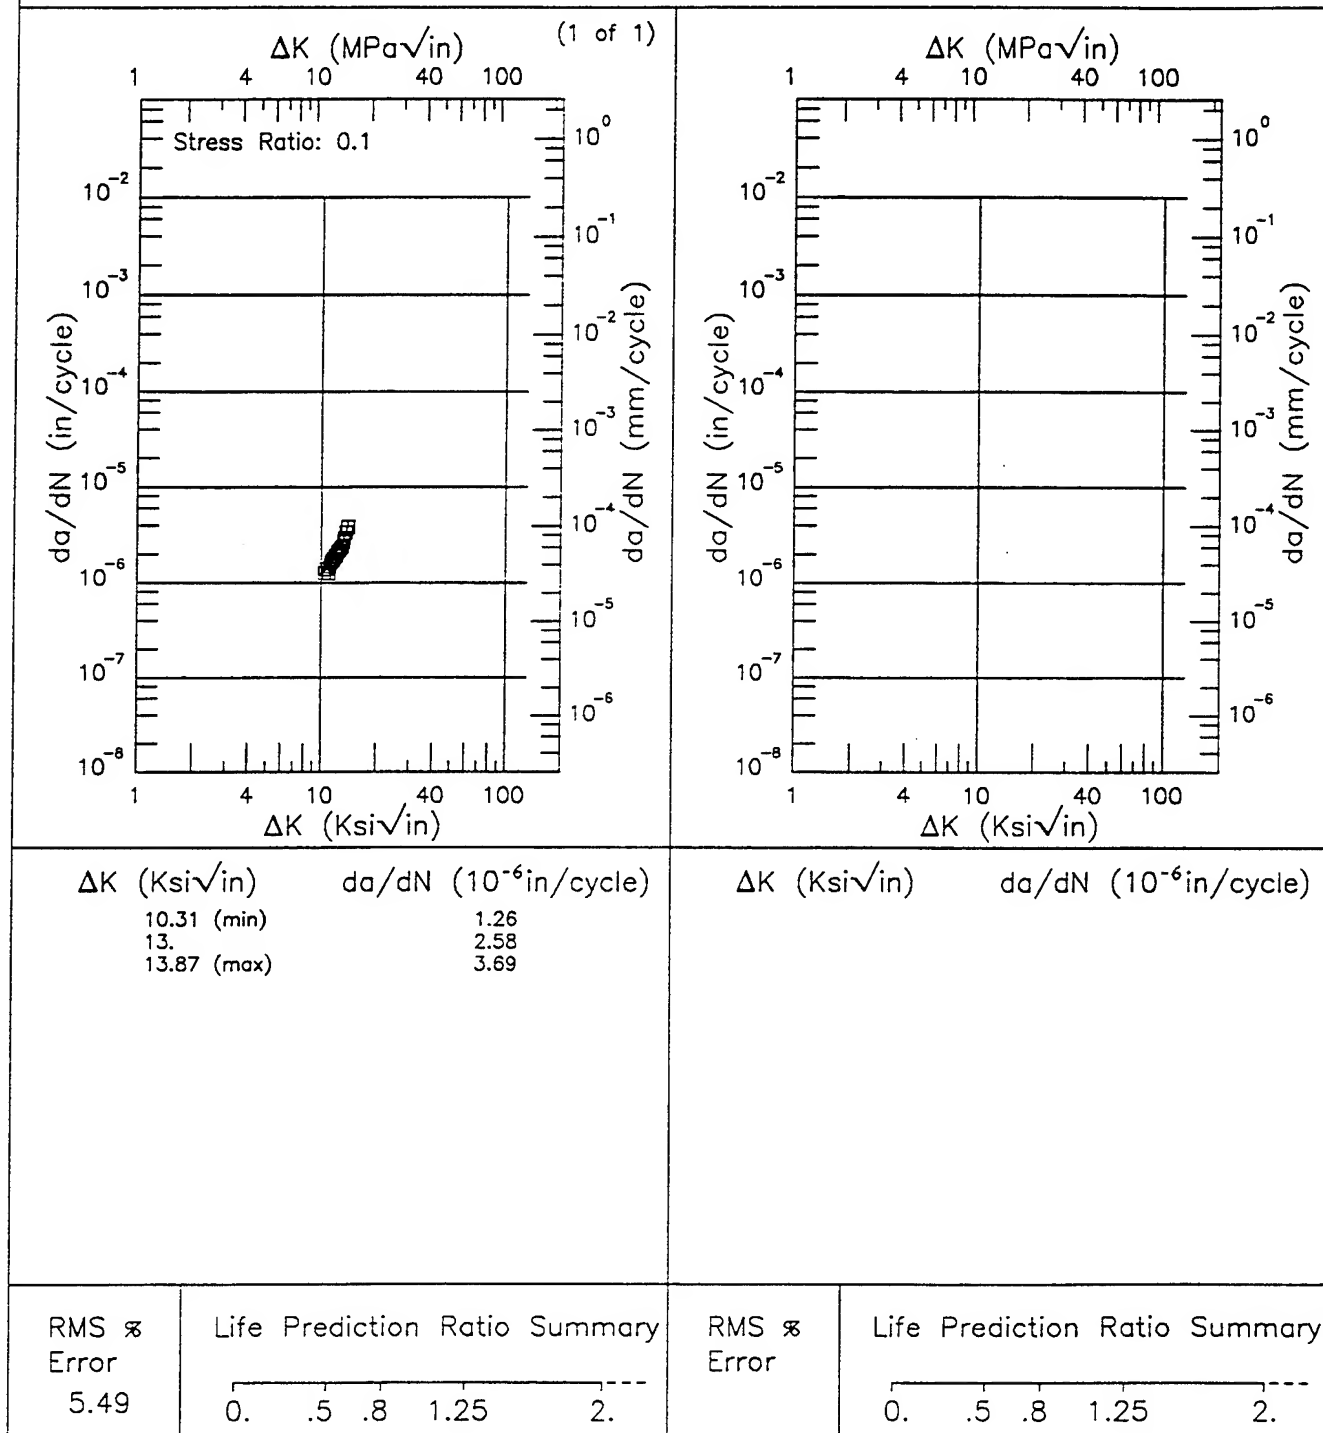 (1 of 1)
ΔK (MPa√in)
1 4 10 40 100
Stress Ratio: 0.1
10⁻²
10⁻³
10⁻⁴
10⁻⁵
10⁻⁶
10⁻⁷
10⁻⁸
da/dN (in/cycle)
10⁰
10⁻¹
10⁻²
10⁻³
10⁻⁴
10⁻⁵
10⁻⁶
da/dN (mm/cycle)
1 4 10 40 100
ΔK (Ksi√in)
ΔK (MPa√in)
1 4 10 40 100
10⁻²
10⁻³
10⁻⁴
10⁻⁵
10⁻⁶
10⁻⁷
10⁻⁸
da/dN (in/cycle)
10⁰
10⁻¹
10⁻²
10⁻³
10⁻⁴
10⁻⁵
10⁻⁶
da/dN (mm/cycle)
1 4 10 40 100
ΔK (Ksi√in)
ΔK (Ksi√in) da/dN (10⁻⁶in/cycle)
10.31 (min) 1.26
13. 2.58
13.87 (max) 3.69
ΔK (Ksi√in) da/dN (10⁻⁶in/cycle)
RMS %
Error
5.49
Life Prediction Ratio Summary
0. .5 .8 1.25 2.
RMS %
Error
Life Prediction Ratio Summary
0. .5 .8 1.25 2.